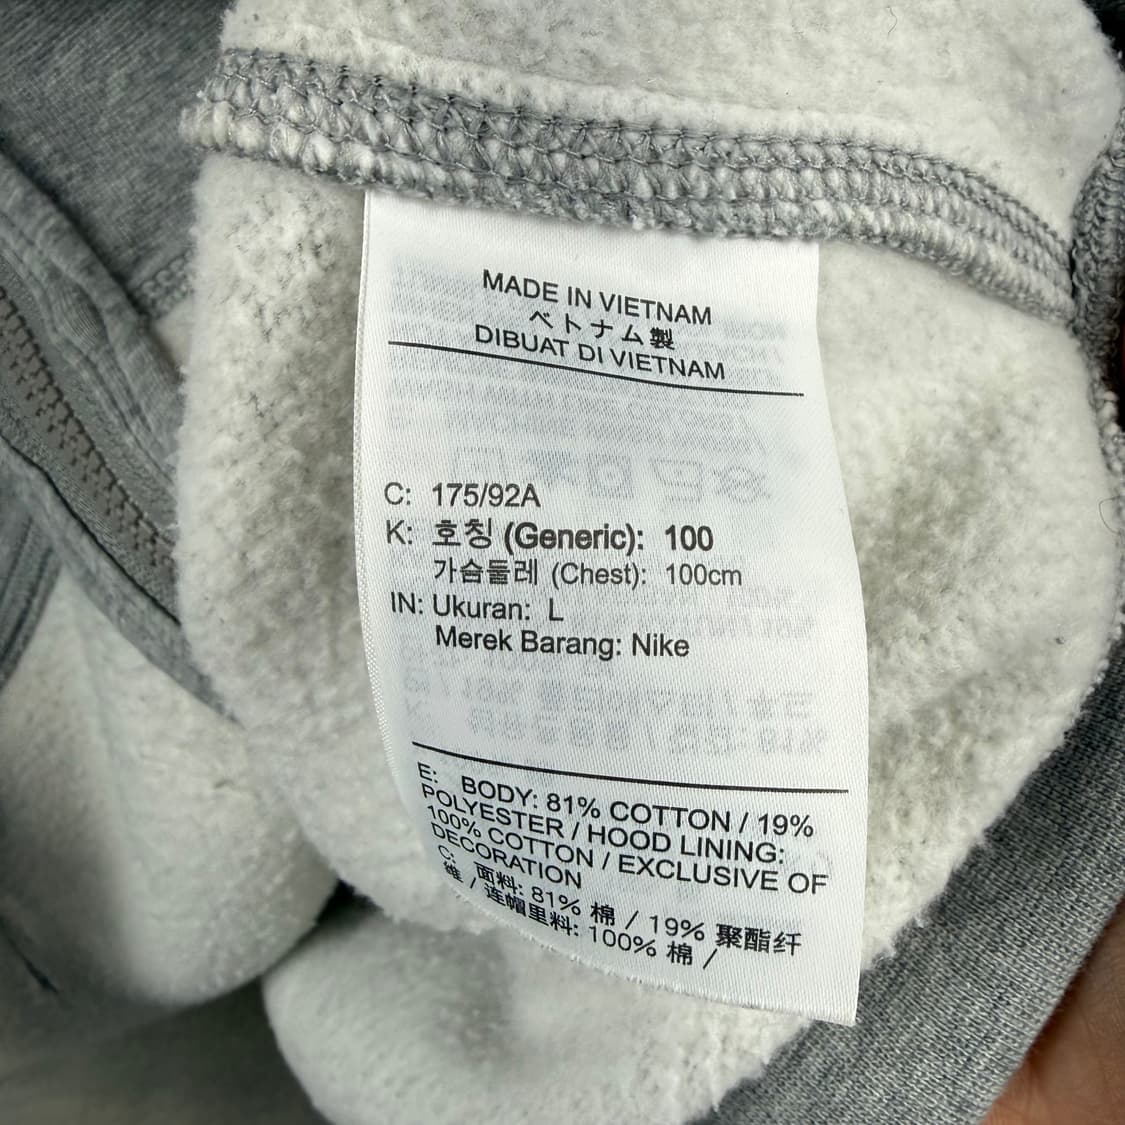 MADE IN VIETNAM
ベトナム製
DIBUAT DI VIETNAM
C: 175/92A
K: 호칭 (Generic): 100
가슴둘레 (Chest): 100cm
IN: Ukuran: L
Merek Barang: Nike
E: BODY: 81% COTTON / 19%
POLYESTER / HOOD LINING:
100% COTTON / EXCLUSIVE OF
DECORATION
C: 面料: 81% 棉 / 19% 聚酯纤
维 / 连帽里料: 100% 棉 /